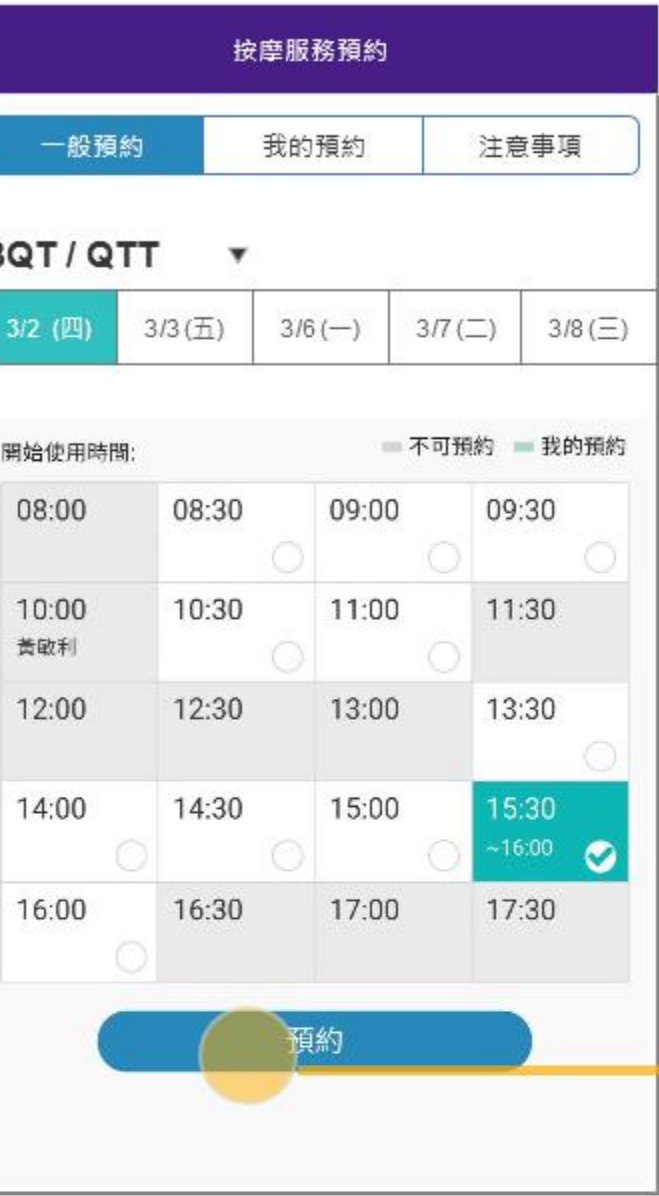 按摩服務預約
一般預約 我的預約 注意事項
BQT / QTT
3/2 (四) 3/3 (五) 3/6 (一) 3/7 (二) 3/8 (三)
開始使用時間: 不可預約 我的預約
08:00 08:30 09:00 09:30
10:00 10:30 11:00 11:30
黃敏利
12:00 12:30 13:00 13:30
14:00 14:30 15:00 15:30
~16:00
16:00 16:30 17:00 17:30
預約